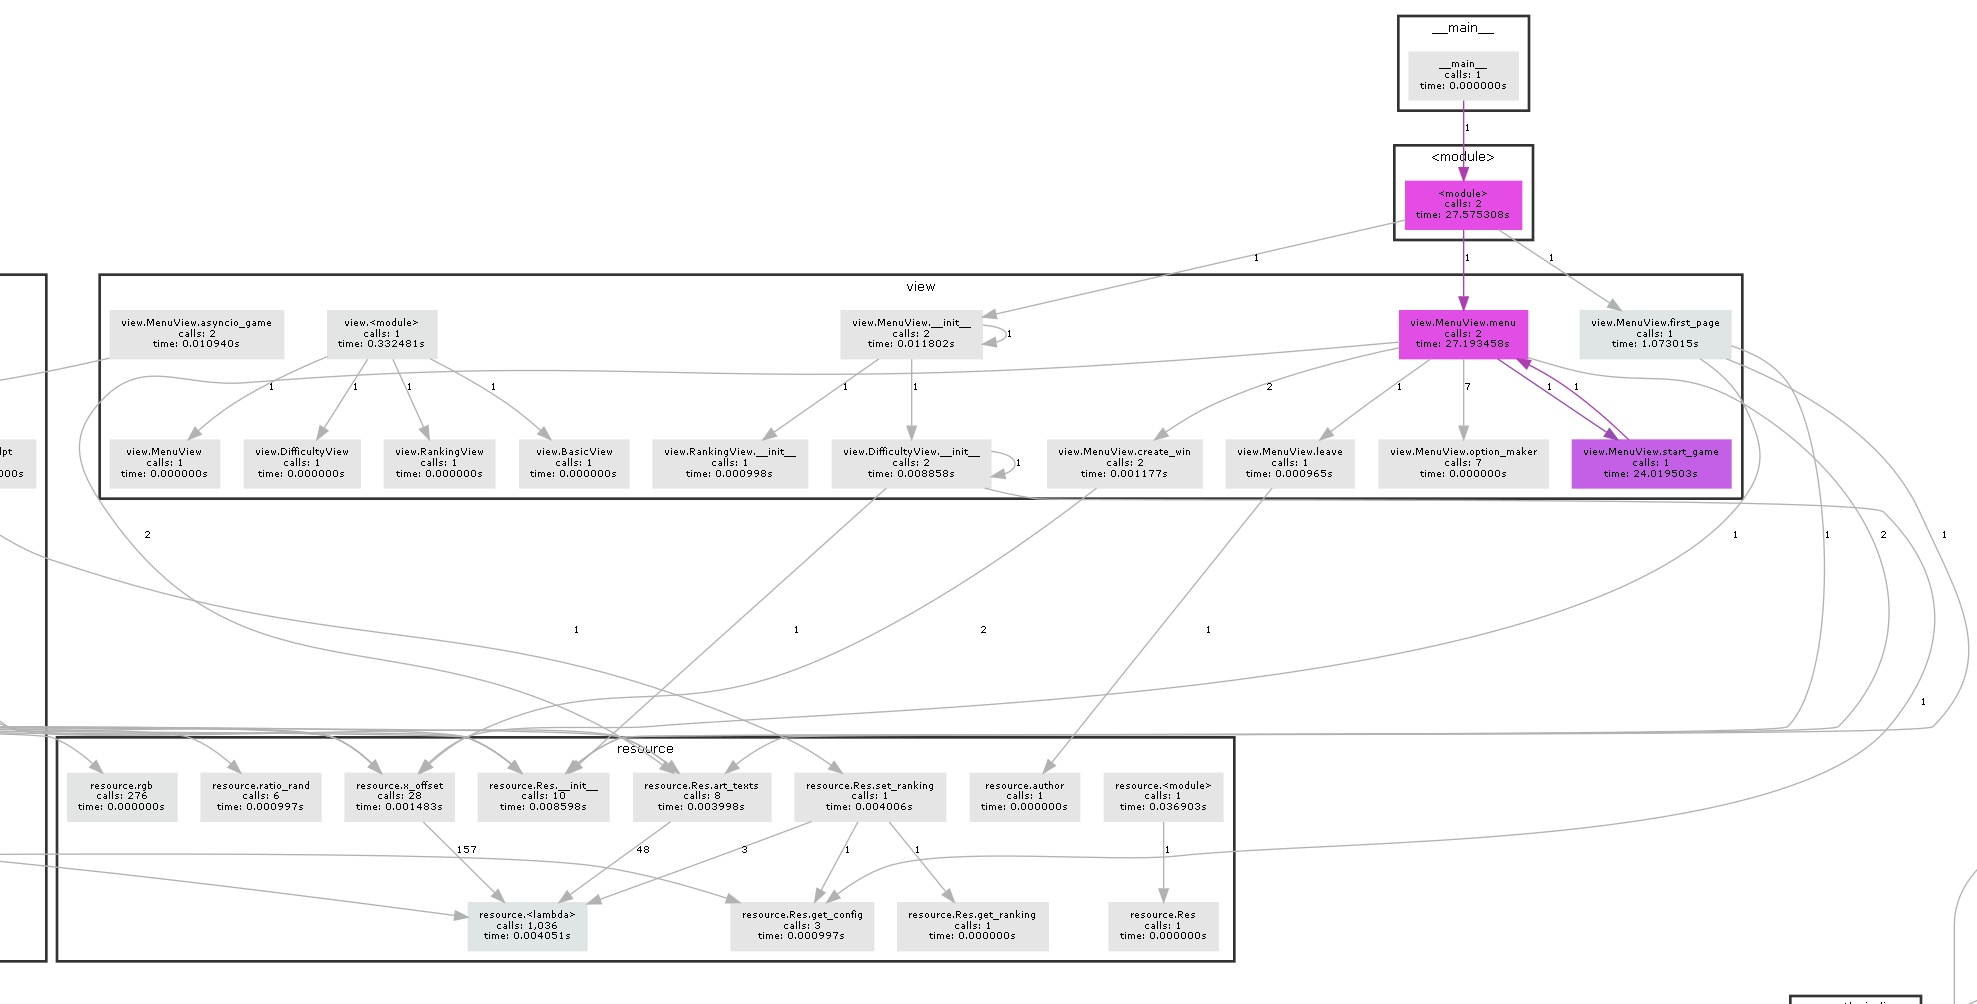 __main__
__main__
calls: 1
time: 0.000000s
1
<module>
<module>
calls: 2
time: 27.575308s
1
1
1
view
view.MenuView.asyncio_game
calls: 2
time: 0.010940s
view.<module>
calls: 1
time: 0.332481s
view.MenuView.__init__
calls: 2
time: 0.011802s
1
view.MenuView.menu
calls: 2
time: 27.193458s
view.MenuView.first_page
calls: 1
time: 1.073015s
1
1
1
1
1
1
2
1
7
1
1
lpt
000s
view.MenuView
calls: 1
time: 0.000000s
view.DifficultyView
calls: 1
time: 0.000000s
view.RankingView
calls: 1
time: 0.000000s
view.BasicView
calls: 1
time: 0.000000s
view.RankingView.__init__
calls: 1
time: 0.000998s
view.DifficultyView.__init__
calls: 2
time: 0.008858s
1
view.MenuView.create_win
calls: 2
time: 0.001177s
view.MenuView.leave
calls: 1
time: 0.000965s
view.MenuView.option_maker
calls: 7
time: 0.000000s
view.MenuView.start_game
calls: 1
time: 24.019503s
2
1
1
2
1
1
1
2
1
1
resource
resource.rgb
calls: 276
time: 0.000000s
resource.ratio_rand
calls: 6
time: 0.000997s
resource.x_offset
calls: 28
time: 0.001483s
resource.Res.__init__
calls: 10
time: 0.008598s
resource.Res.art_texts
calls: 8
time: 0.003998s
resource.Res.set_ranking
calls: 1
time: 0.004006s
resource.author
calls: 1
time: 0.000000s
resource.<module>
calls: 1
time: 0.036903s
157
48
3
1
1
1
resource.<lambda>
calls: 1,036
time: 0.004051s
resource.Res.get_config
calls: 3
time: 0.000997s
resource.Res.get_ranking
calls: 1
time: 0.000000s
resource.Res
calls: 1
time: 0.000000s